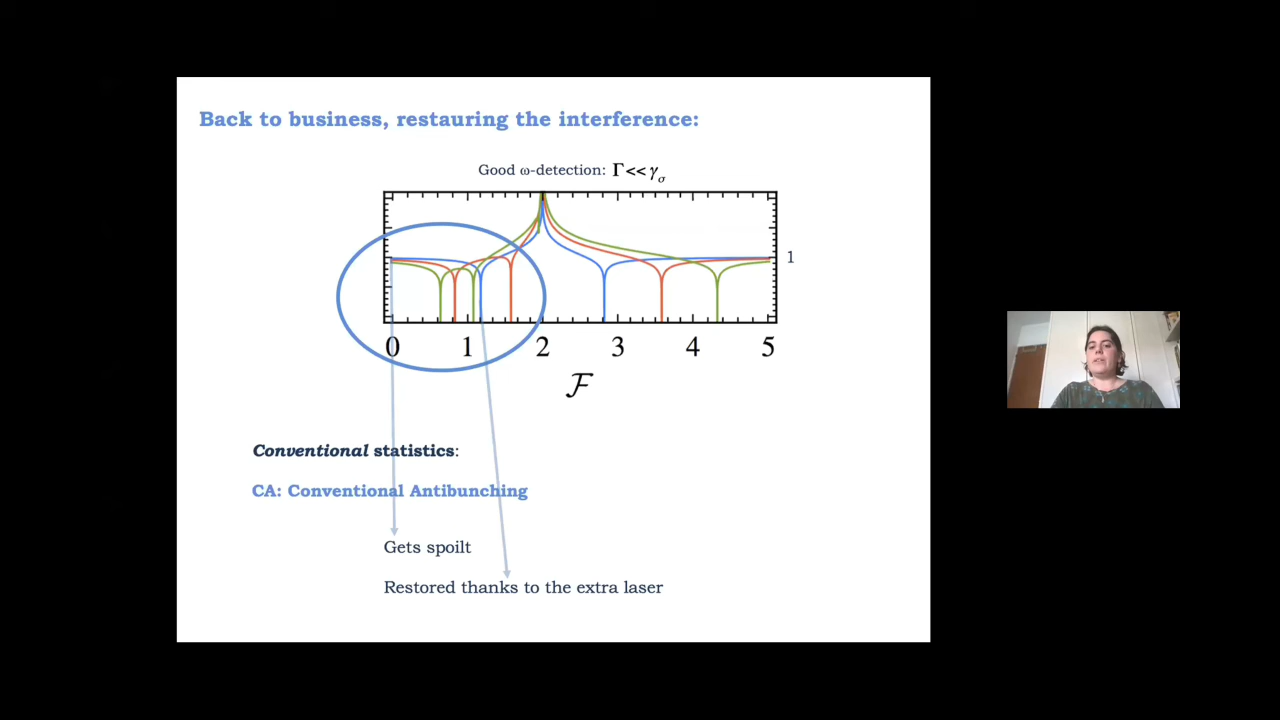 Back to business, restauring the interference:
Good ω-detection: Γ<<γσ
1
0 1 2 3 4 5
ℱ
Conventional statistics:
CA: Conventional Antibunching
Gets spoilt
Restored thanks to the extra laser